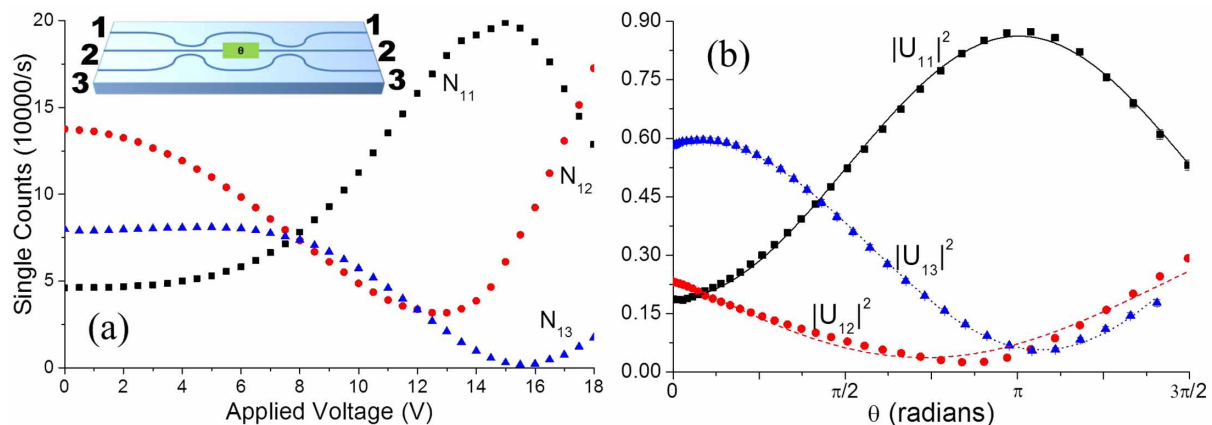 (a)
Single Counts (10000/s)
20
15
10
5
0
0 2 4 6 8 10 12 14 16 18
Applied Voltage (V)
1 1
2 θ 2
3 3
N11
N12
N13
(b)
0.90
0.75
0.60
0.45
0.30
0.15
0.00
0 π/2 π 3π/2
θ (radians)
|U11|²
|U13|²
|U12|²